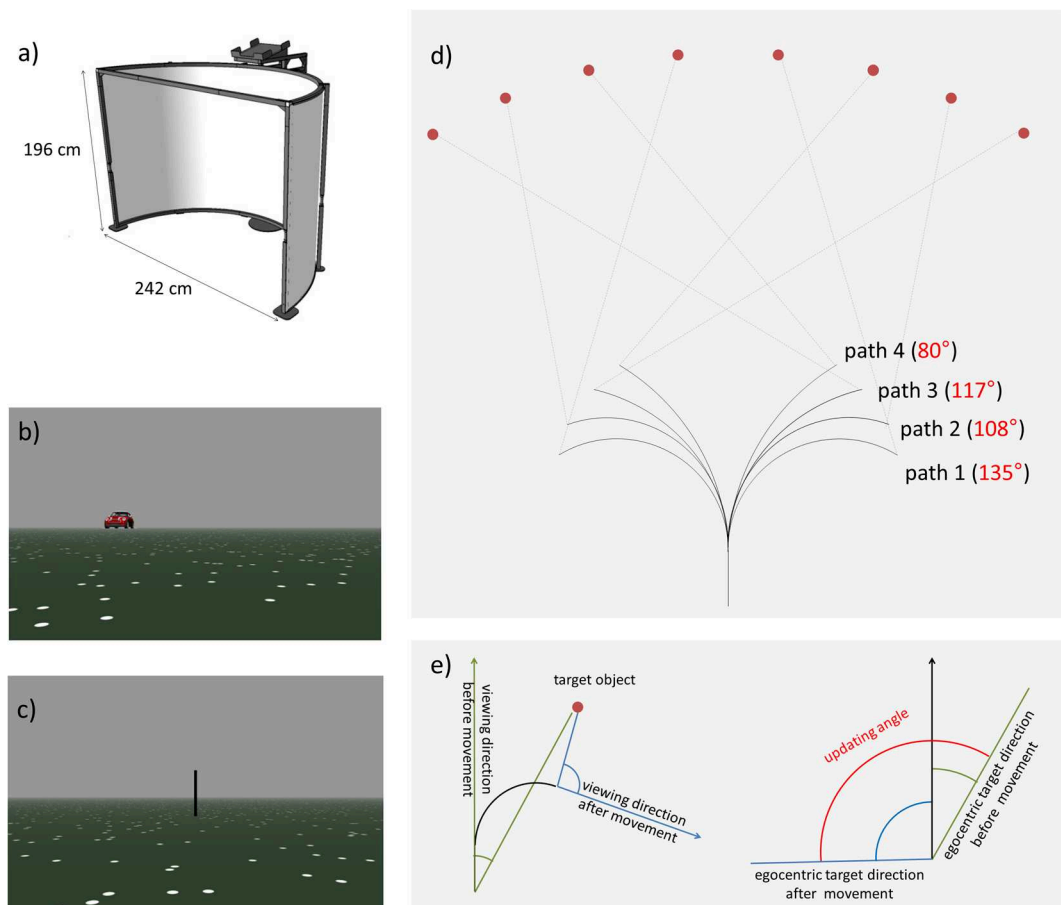 a)
196 cm
242 cm
b)
c)
d)
path 4 (80°)
path 3 (117°)
path 2 (108°)
path 1 (135°)
e)
target object
viewing direction
before movement
viewing direction
after movement
updating angle
egocentric target direction
before movement
egocentric target direction
after movement